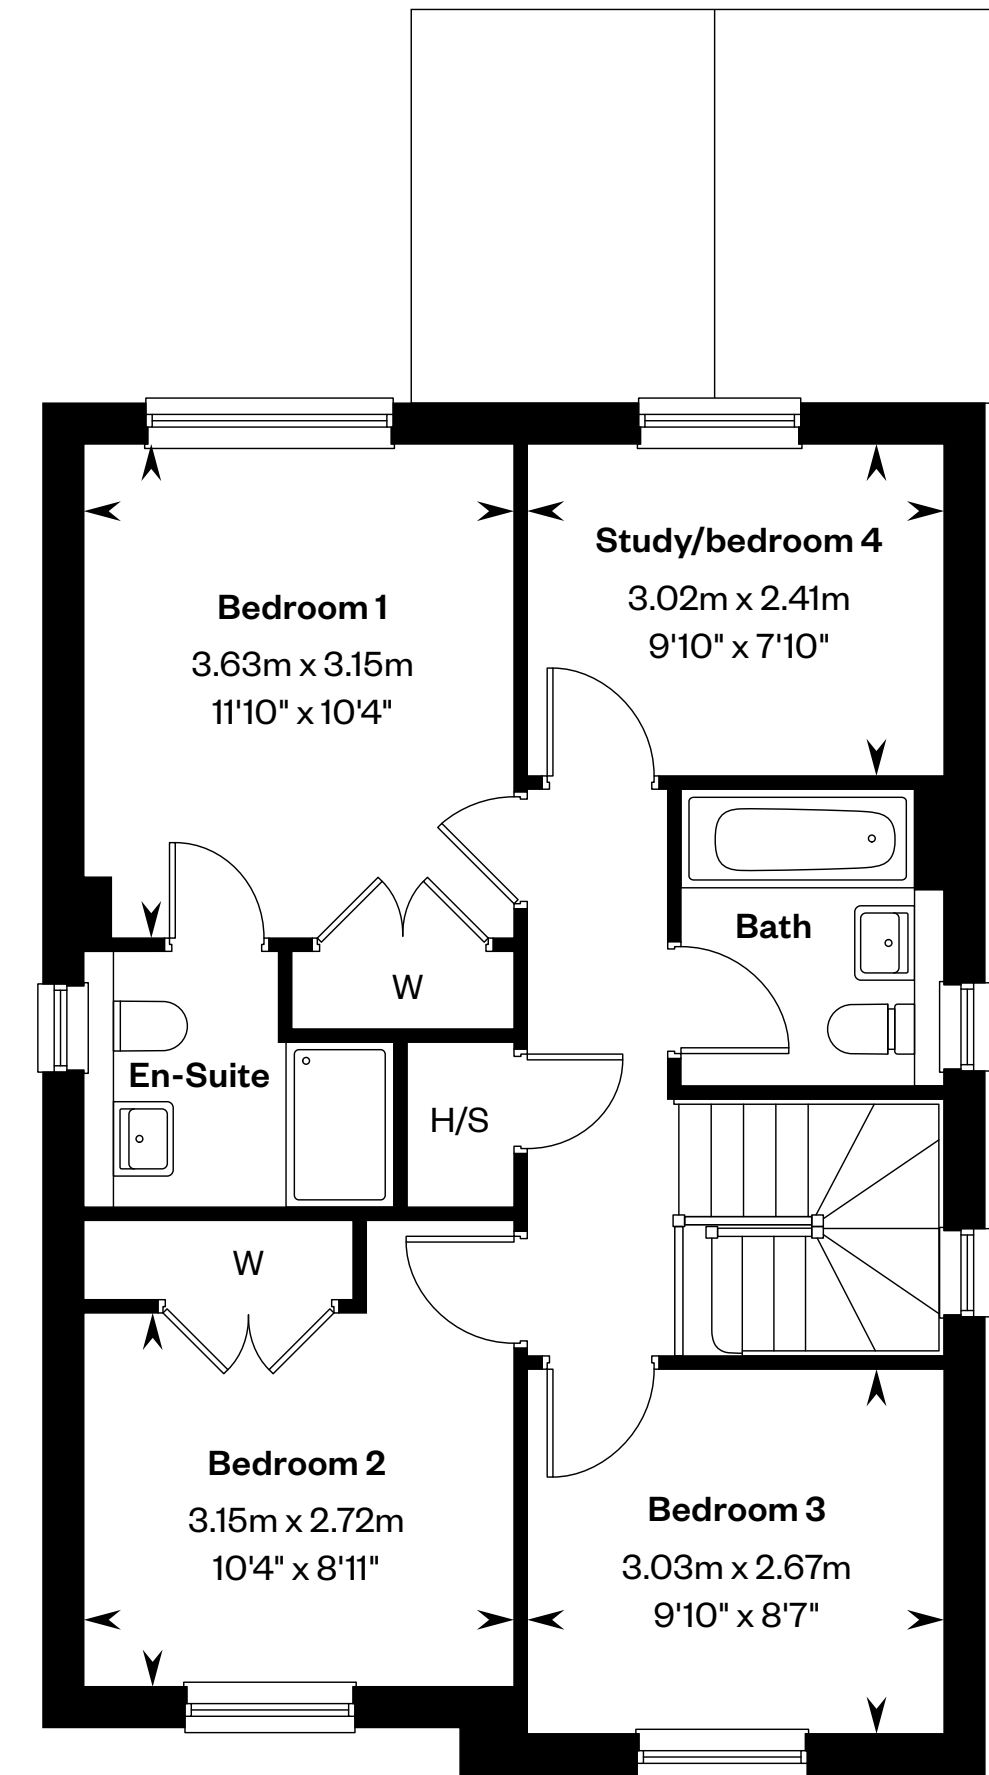 Study/bedroom 4
3.02m x 2.41m
9'10" x 7'10"
Bedroom 1
3.63m x 3.15m
11'10" x 10'4"
Bath
W
En-Suite
H/S
W
Bedroom 2
3.15m x 2.72m
10'4" x 8'11"
Bedroom 3
3.03m x 2.67m
9'10" x 8'7"